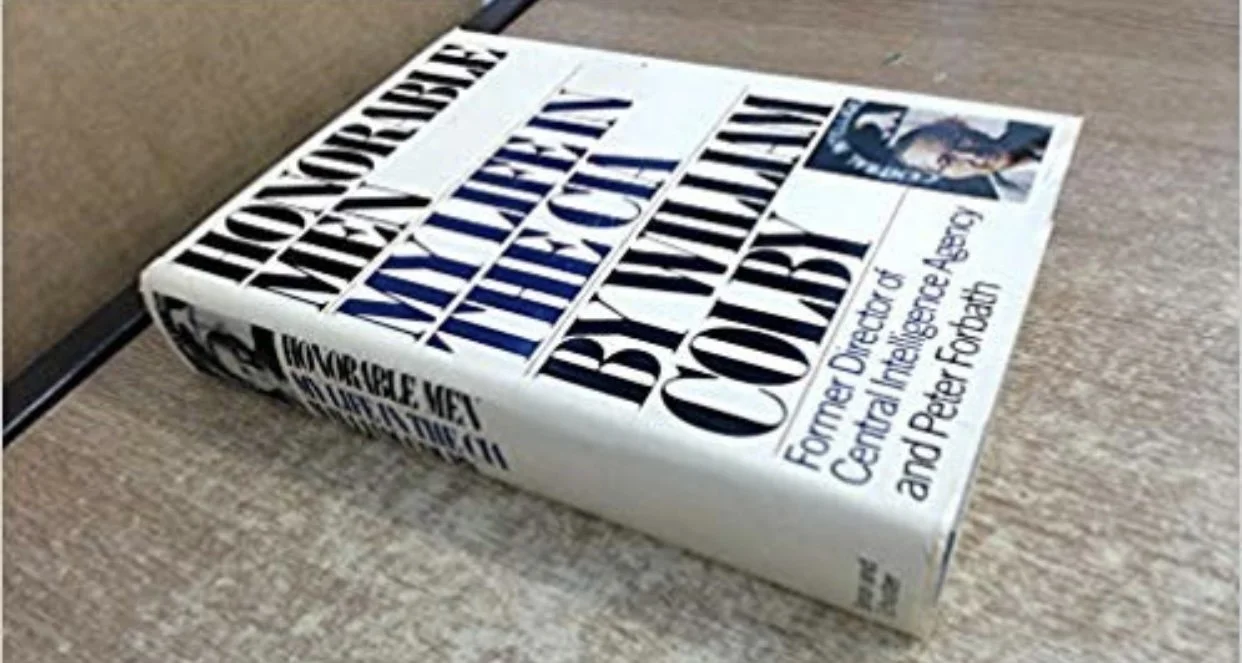 HONORABLE
MEN
MY LIFE IN
THE CIA
BY WILLIAM
COLBY
Former Director of
Central Intelligence Agency
and Peter Forbath
CENTRAL
HONORABLE MEN
MY LIFE IN THE CIA